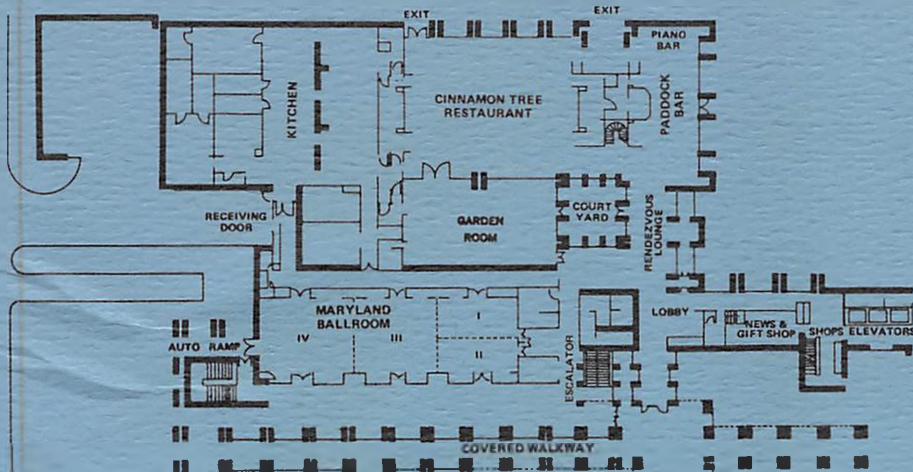 EXIT
EXIT
PIANO
BAR
KITCHEN
CINNAMON TREE
RESTAURANT
PADDOCK
BAR
RECEIVING
DOOR
GARDEN
ROOM
COURT
YARD
RENDEZVOUS
LOUNGE
MARYLAND
BALLROOM
I
II
III
IV
LOBBY
NEWS &
GIFT SHOP
SHOPS
ELEVATORS
AUTO RAMP
ESCALATOR
COVERED WALKWAY